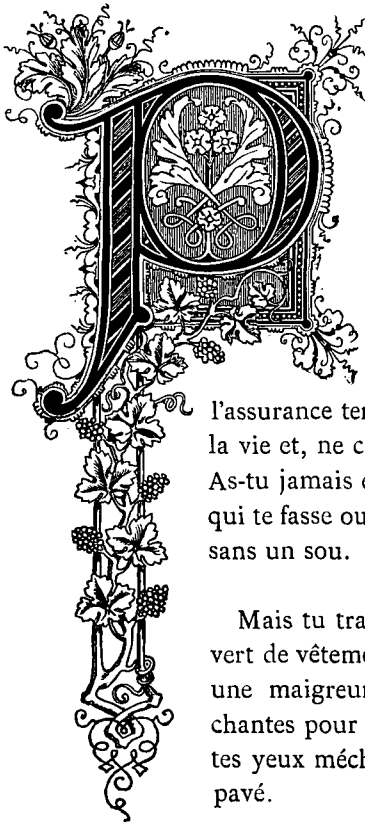 P
l'assurance
la vie et, ne
As-tu jamais
qui te fasse
sans un sou.
Mais tu
vert de
une maigreur
chantes pour
tes yeux
pavé.